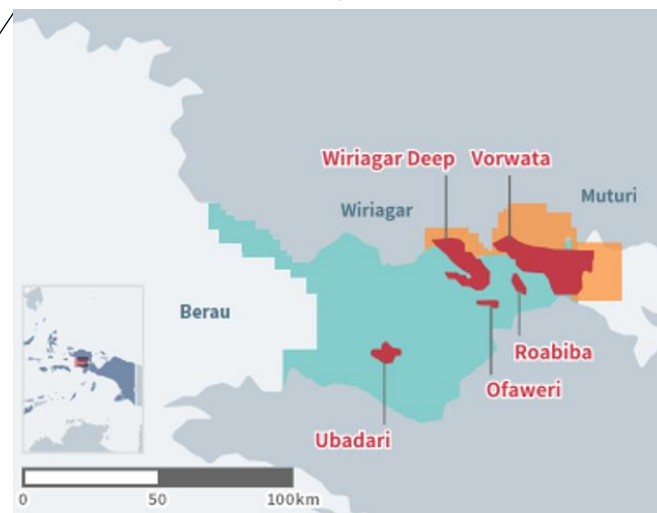 Wiriagar Deep
Vorwata
Wiriagar
Muturi
Berau
Roabiba
Ofaweri
Ubadari
0
50
100km